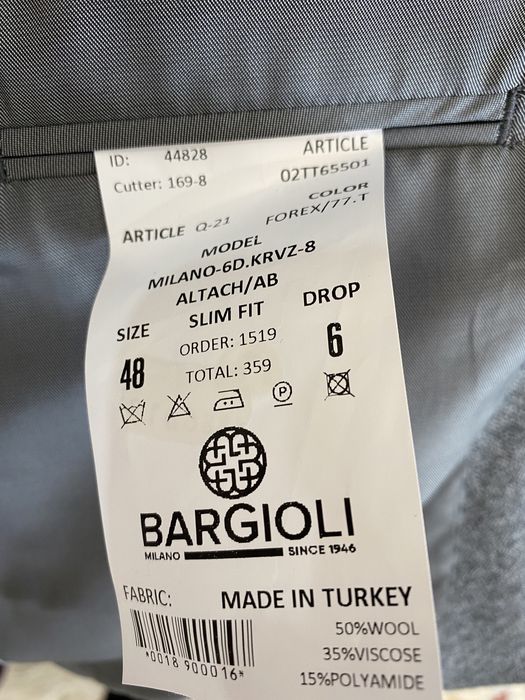 ID: 44828 ARTICLE
Cutter: 169-8 02TT65501
COLOR
ARTICLE Q-21 FOREX/77.T
MODEL
MILANO-6D.KRVZ-8
ALTACH/AB
SIZE SLIM FIT DROP
48 ORDER: 1519 6
TOTAL: 359
P
BARGIOLI
MILANO SINCE 1946
FABRIC: MADE IN TURKEY
50%WOOL
35%VISCOSE
*0018 900016* 15%POLYAMIDE